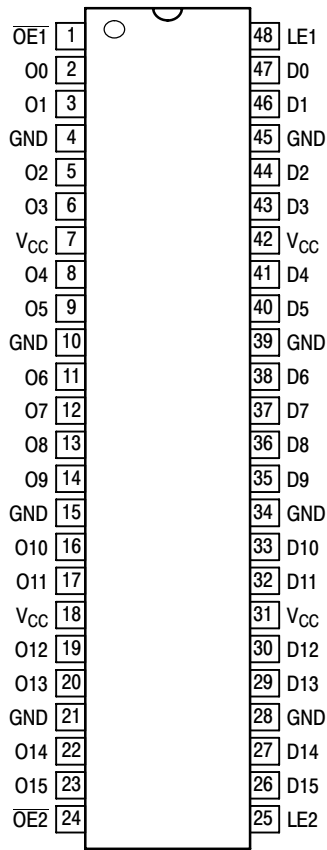 O̅E̅1̅ 1 48 LE1
O0 2 47 D0
O1 3 46 D1
GND 4 45 GND
O2 5 44 D2
O3 6 43 D3
VCC 7 42 VCC
O4 8 41 D4
O5 9 40 D5
GND 10 39 GND
O6 11 38 D6
O7 12 37 D7
O8 13 36 D8
O9 14 35 D9
GND 15 34 GND
O10 16 33 D10
O11 17 32 D11
VCC 18 31 VCC
O12 19 30 D12
O13 20 29 D13
GND 21 28 GND
O14 22 27 D14
O15 23 26 D15
O̅E̅2̅ 24 25 LE2